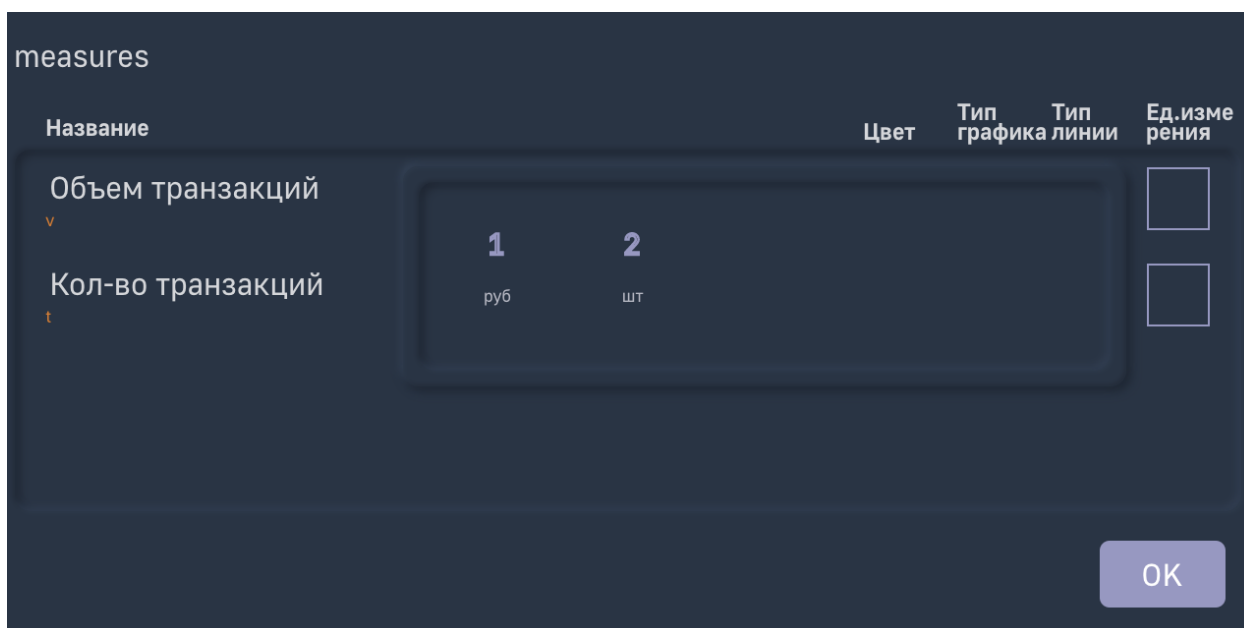 measures
Название
Цвет
Тип
графика
Тип
линии
Ед.изме
рения
Объем транзакций
v
1
2
Кол-во транзакций
руб
шт
t
OK